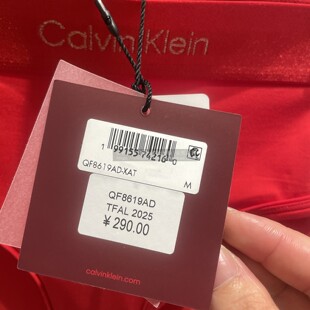 Calvin Klein
QF8619AD-XAT
M
QF8619AD
TFAL 2025
¥290.00
calvinklein.com